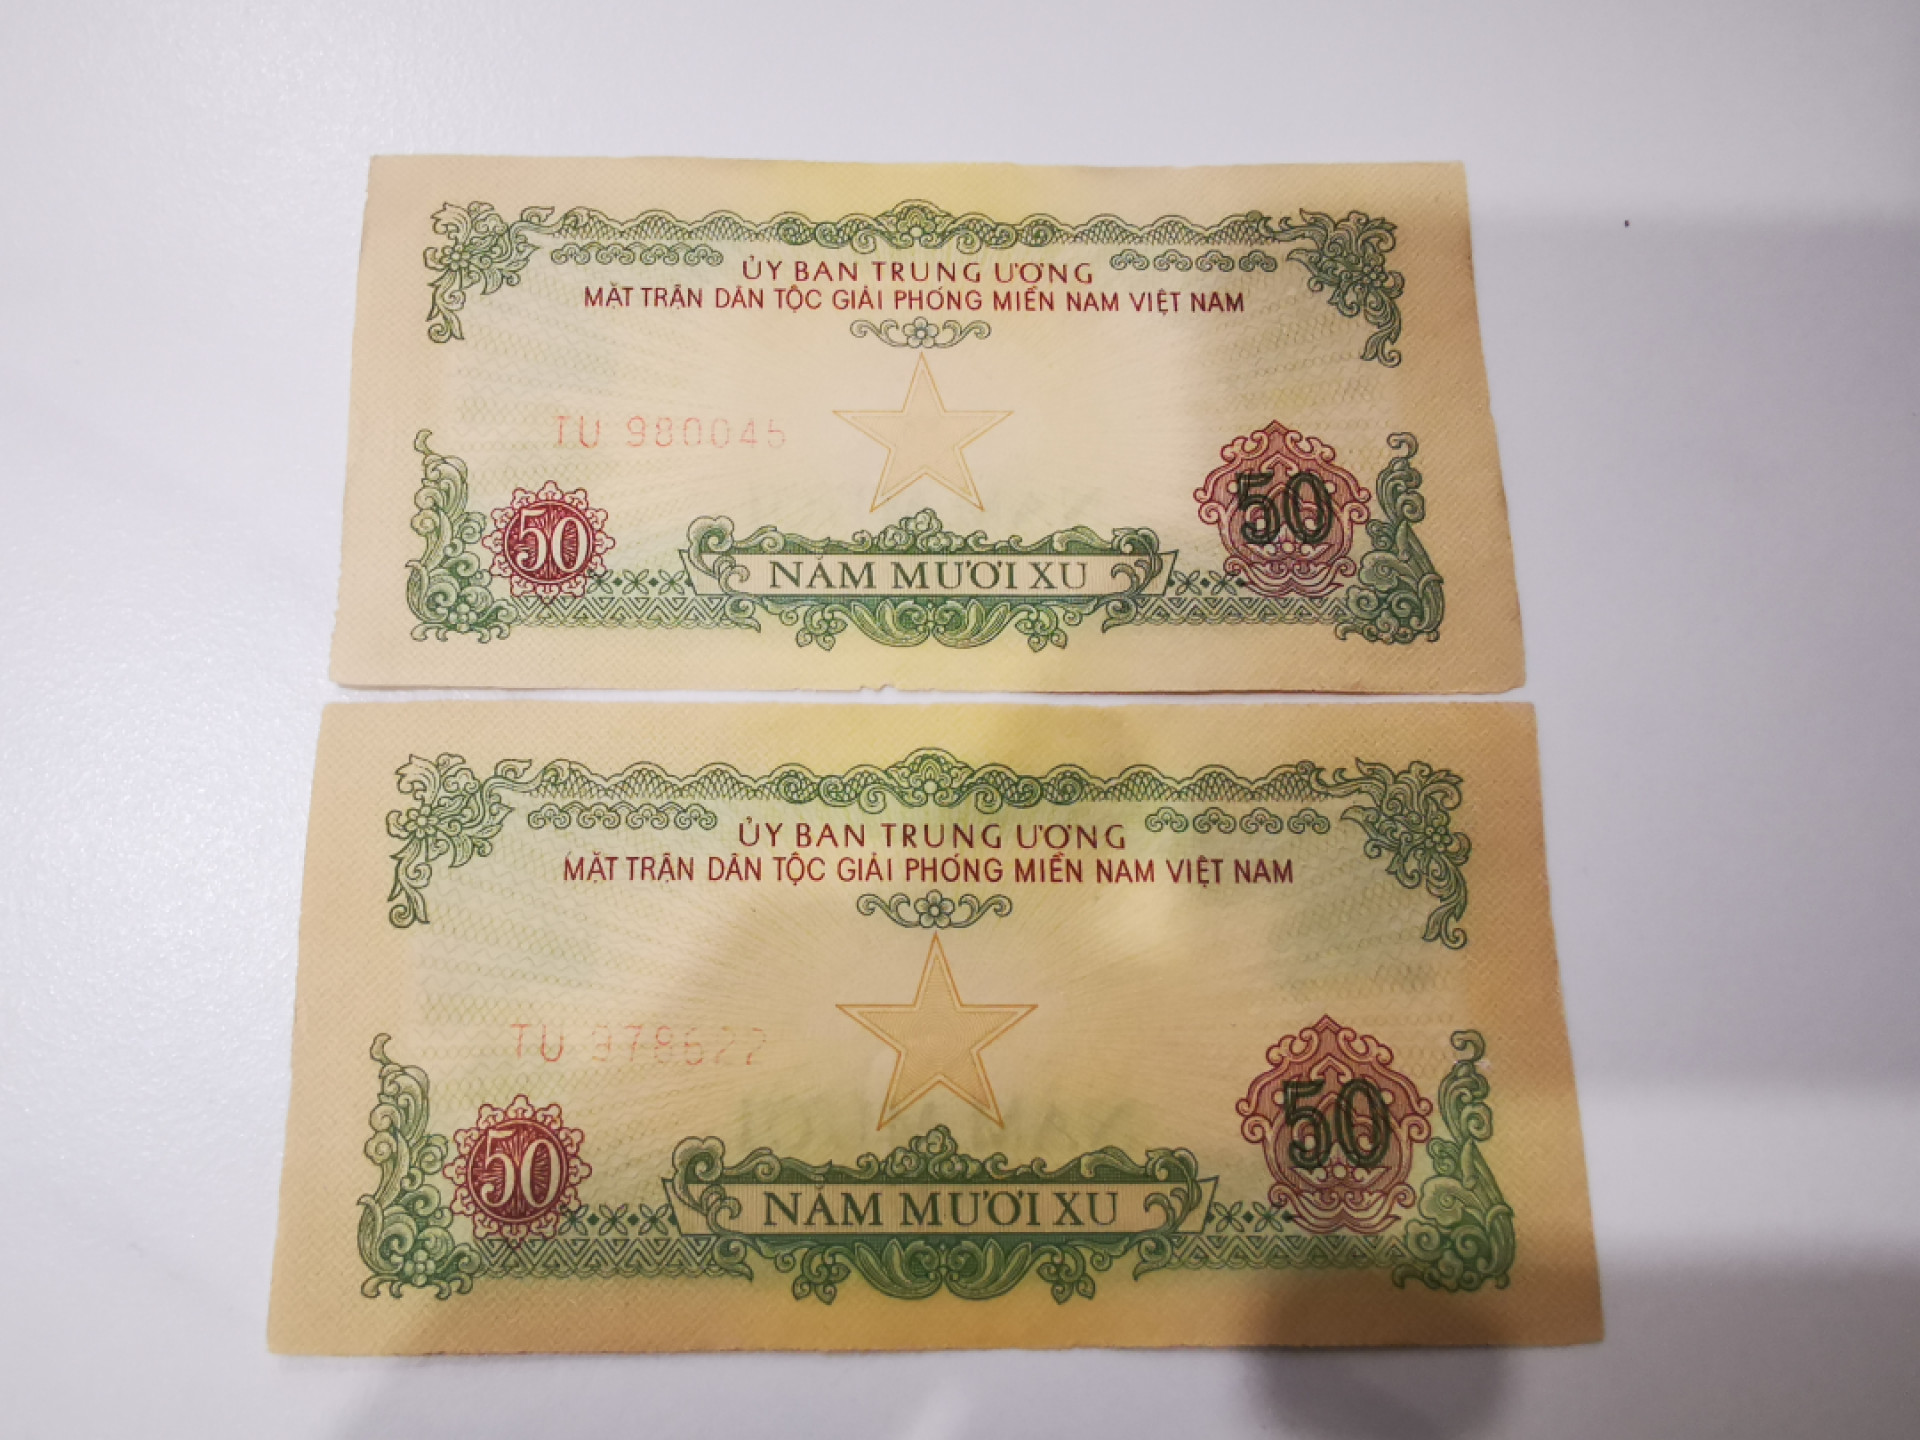 ỦY BAN TRUNG ƯƠNG
MẶT TRẬN DÂN TỘC GIẢI PHÓNG MIỀN NAM VIỆT NAM
TU 980045
50
50
NĂM MƯƠI XU
ỦY BAN TRUNG ƯƠNG
MẶT TRẬN DÂN TỘC GIẢI PHÓNG MIỀN NAM VIỆT NAM
TU 978622
50
50
NĂM MƯƠI XU